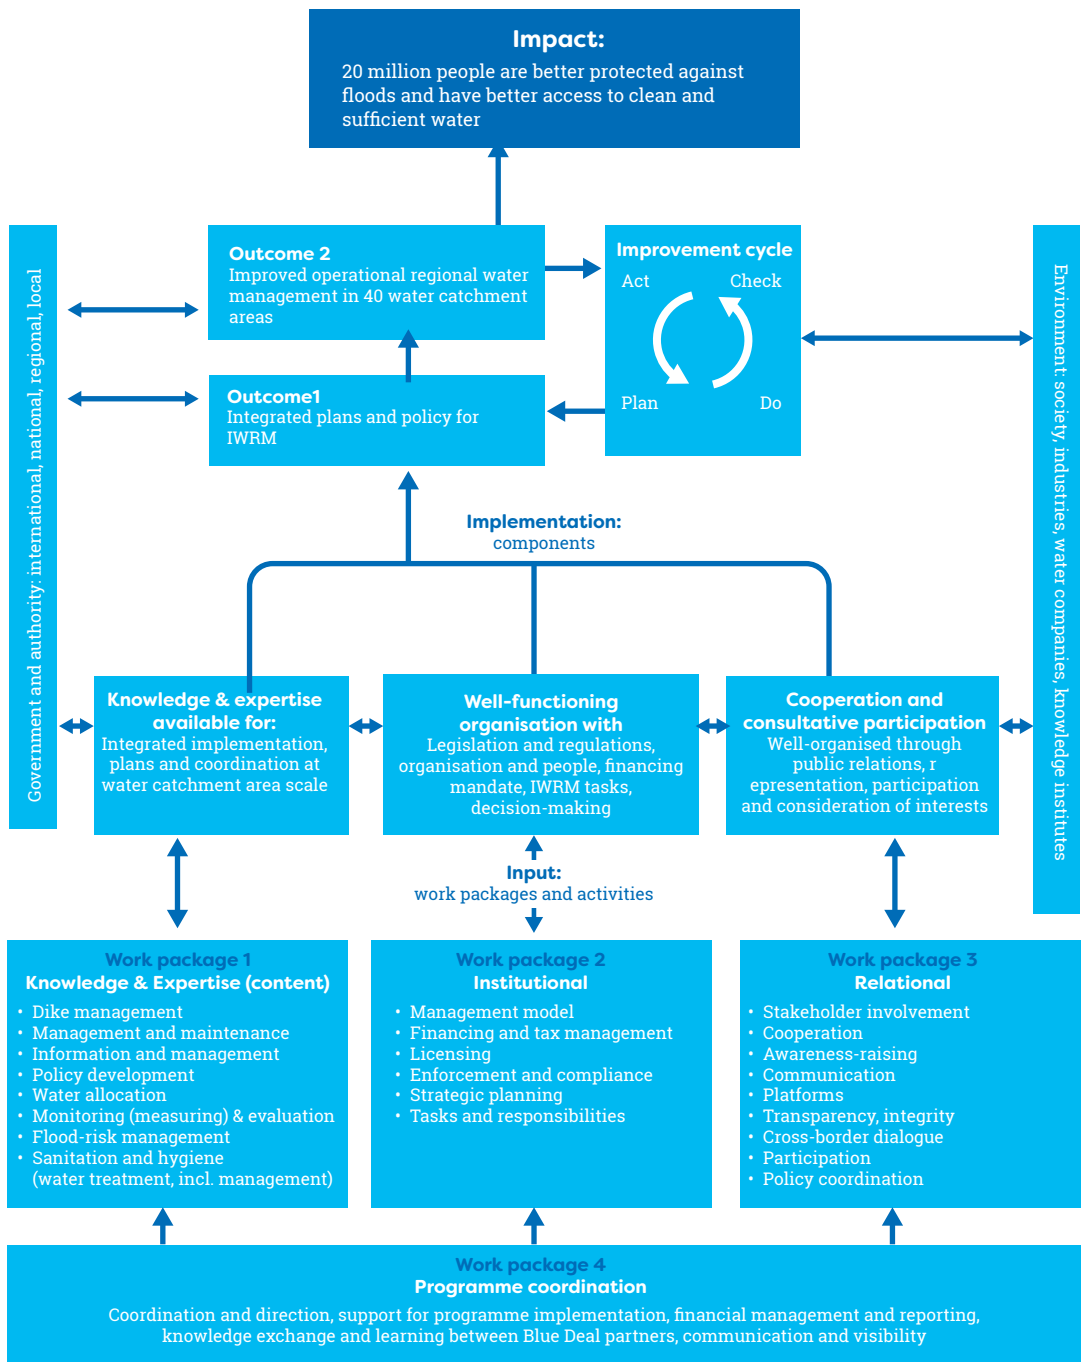 Impact:
20 million people are better protected against
floods and have better access to clean and
sufficient water
Government and authority: international, national, regional, local
Outcome 2
Improved operational regional water
management in 40 water catchment
areas
Improvement cycle
Act
Check
Plan
Do
Outcome1
Integrated plans and policy for
IWRM
Environment: society, industries, water companies, knowledge institutes
Implementation:
components
Knowledge & expertise
available for:
Integrated implementation,
plans and coordination at
water catchment area scale
Well-functioning
organisation with
Legislation and regulations,
organisation and people, financing
mandate, IWRM tasks,
decision-making
Cooperation and
consultative participation
Well-organised through
public relations, r
epresentation, participation
and consideration of interests
Input:
work packages and activities
Work package 1
Knowledge & Expertise (content)
• Dike management
• Management and maintenance
• Information and management
• Policy development
• Water allocation
• Monitoring (measuring) & evaluation
• Flood-risk management
• Sanitation and hygiene
(water treatment, incl. management)
Work package 2
Institutional
• Management model
• Financing and tax management
• Licensing
• Enforcement and compliance
• Strategic planning
• Tasks and responsibilities
Work package 3
Relational
• Stakeholder involvement
• Cooperation
• Awareness-raising
• Communication
• Platforms
• Transparency, integrity
• Cross-border dialogue
• Participation
• Policy coordination
Work package 4
Programme coordination
Coordination and direction, support for programme implementation, financial management and reporting,
knowledge exchange and learning between Blue Deal partners, communication and visibility